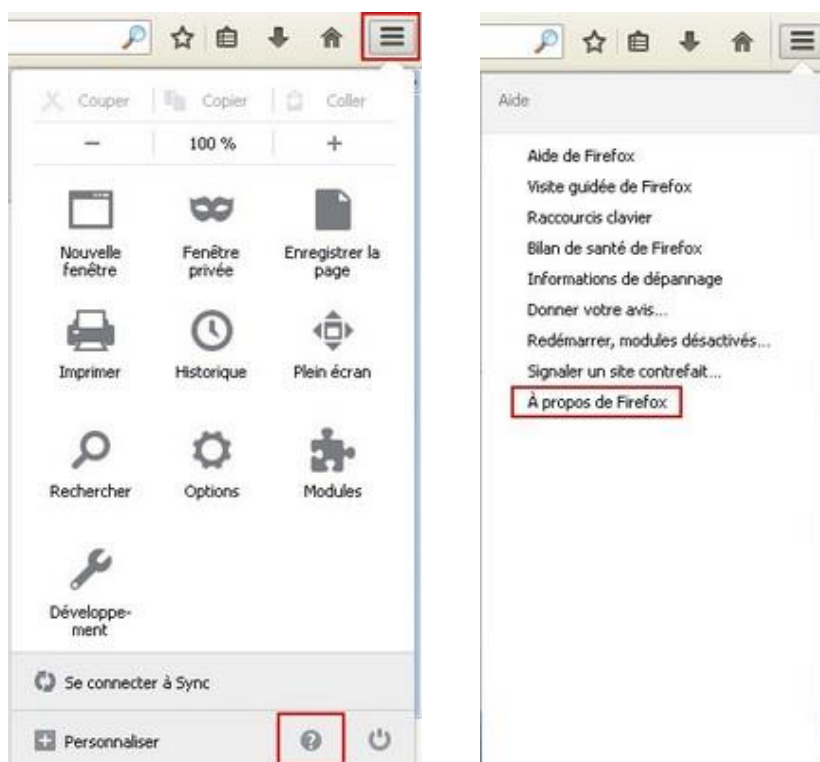 Couper Copier Coller
− 100 % +
Nouvelle fenêtre
Fenêtre privée
Enregistrer la page
Imprimer Historique Plein écran
Rechercher Options Modules
Développe-
ment
Se connecter à Sync
Personnaliser
Aide
Aide de Firefox
Visite guidée de Firefox
Raccourcis clavier
Bilan de santé de Firefox
Informations de dépannage
Donner votre avis...
Redémarrer, modules désactivés...
Signaler un site contrefait...
À propos de Firefox